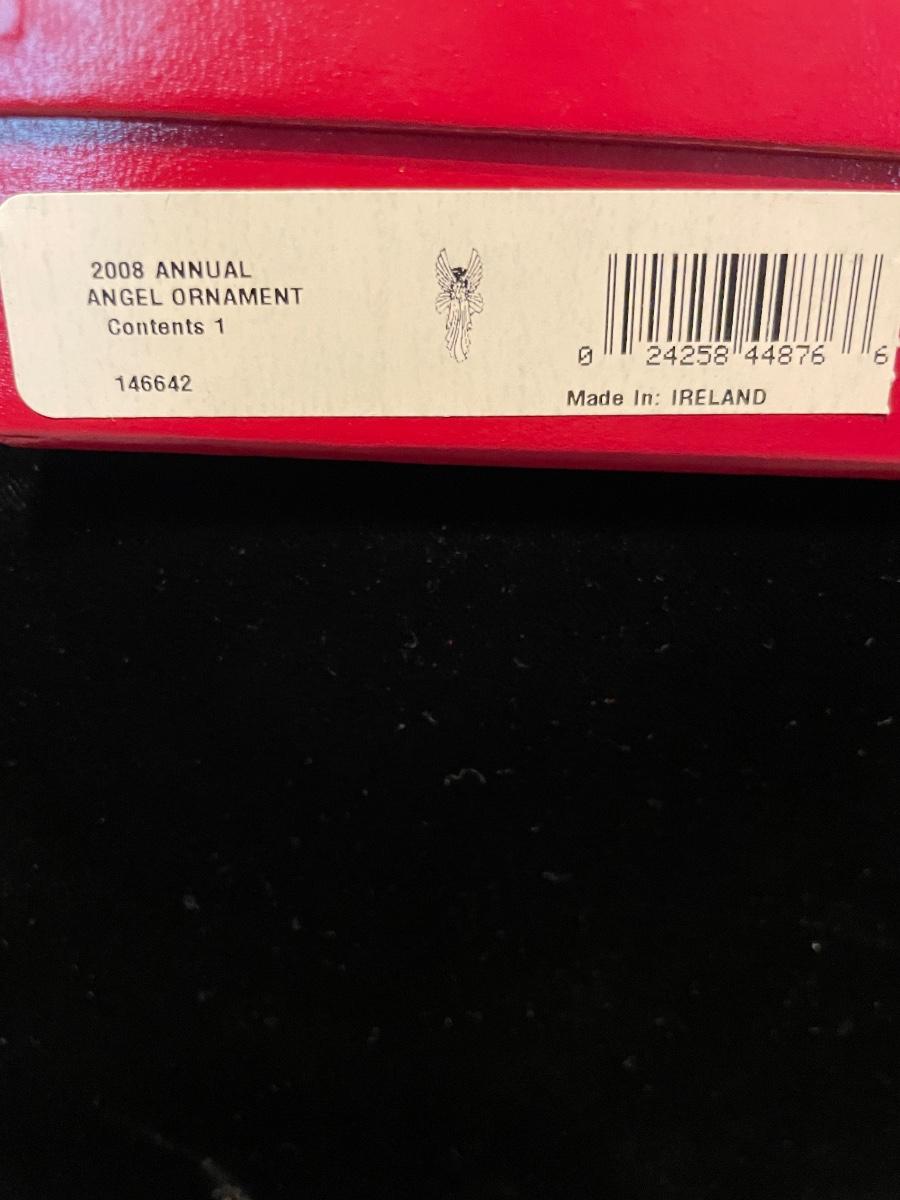 2008 ANNUAL
ANGEL ORNAMENT
Contents 1
146642
0 24258 44876 6
Made In: IRELAND